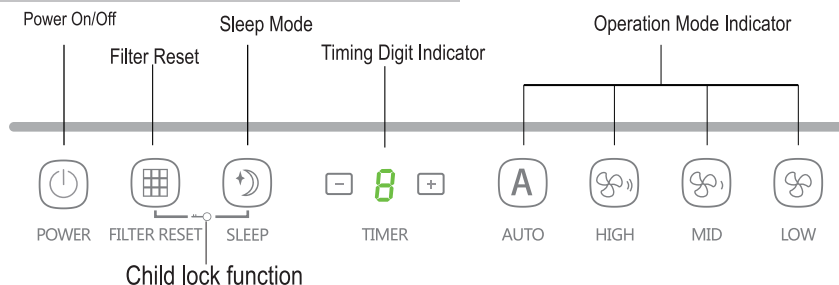 Power On/Off
Sleep Mode
Operation Mode Indicator
Filter Reset
Timing Digit Indicator
A
8
POWER
FILTER RESET
SLEEP
TIMER
AUTO
HIGH
MID
LOW
Child lock function